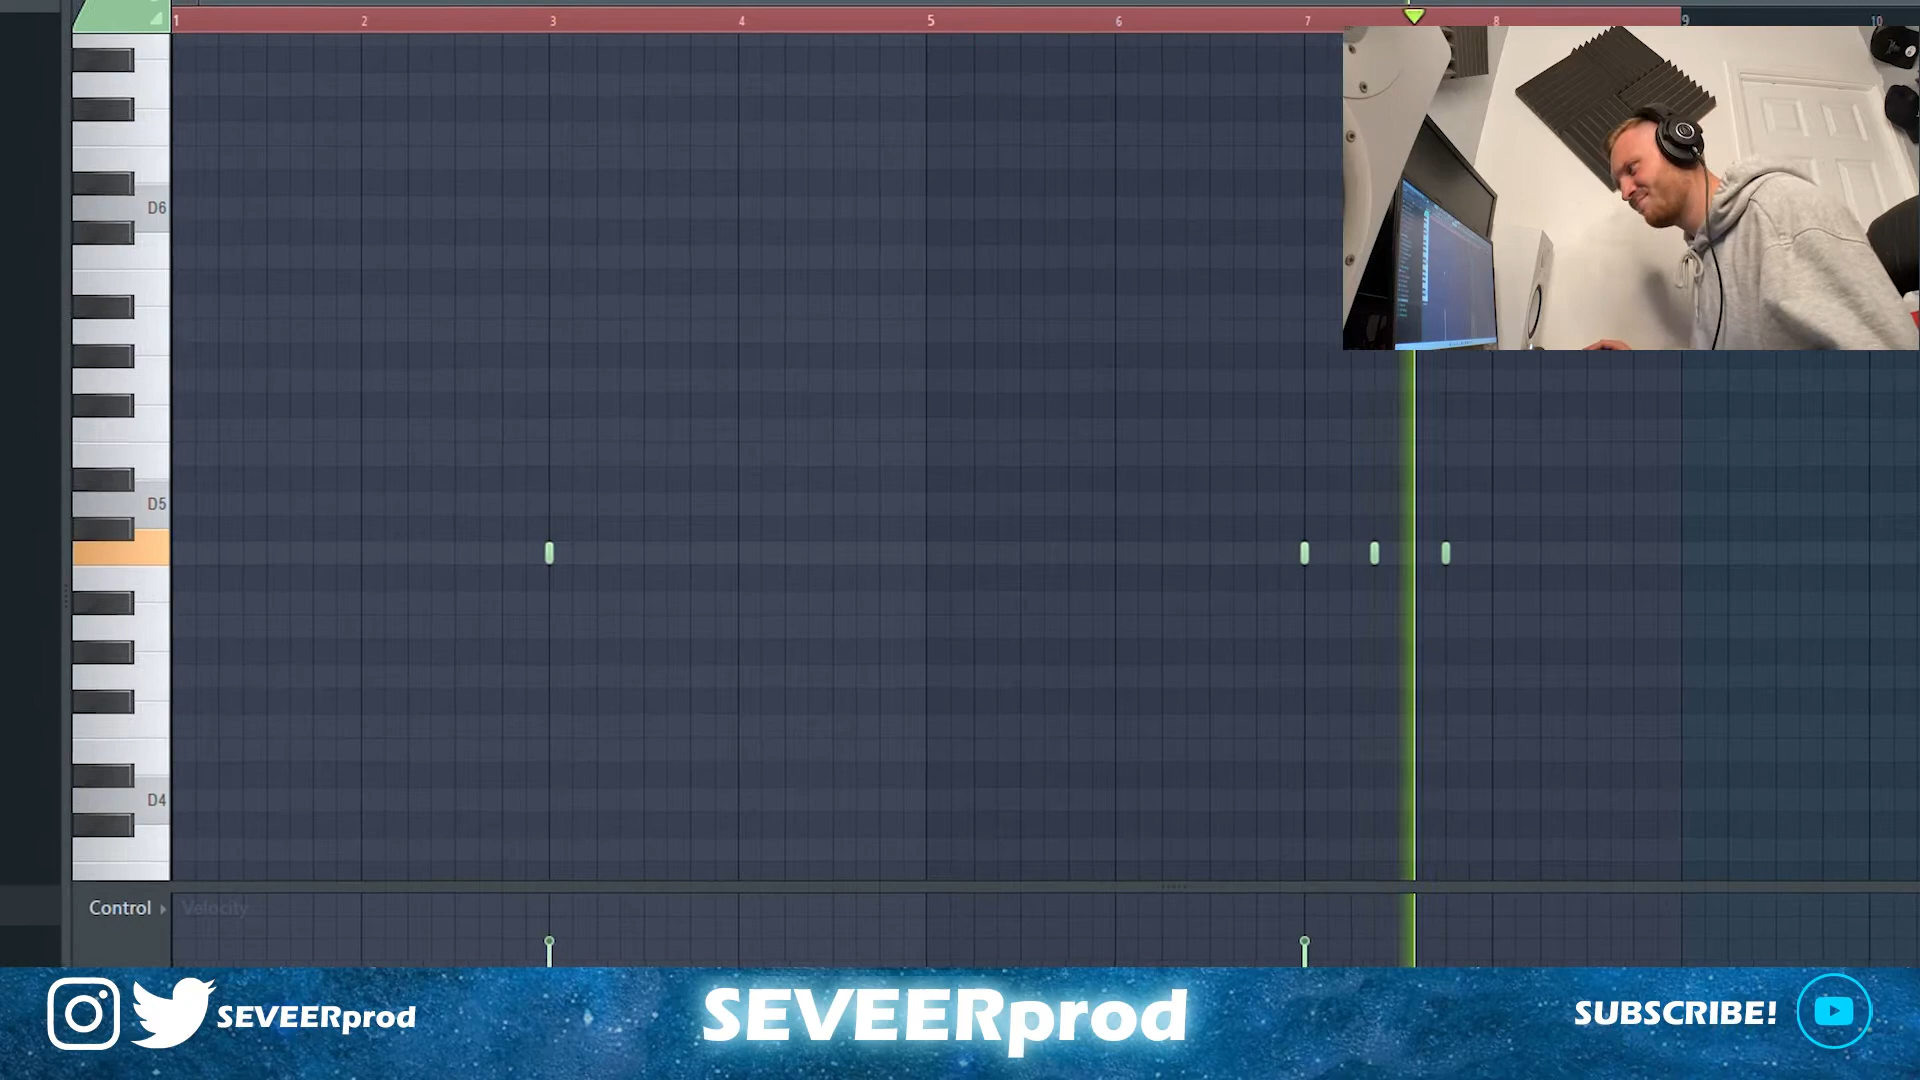 1 2 3 4 5 6 7 8 9 10
D6
D5
D4
Control Velocity
SEVEERprod
SEVEERprod
SUBSCRIBE!